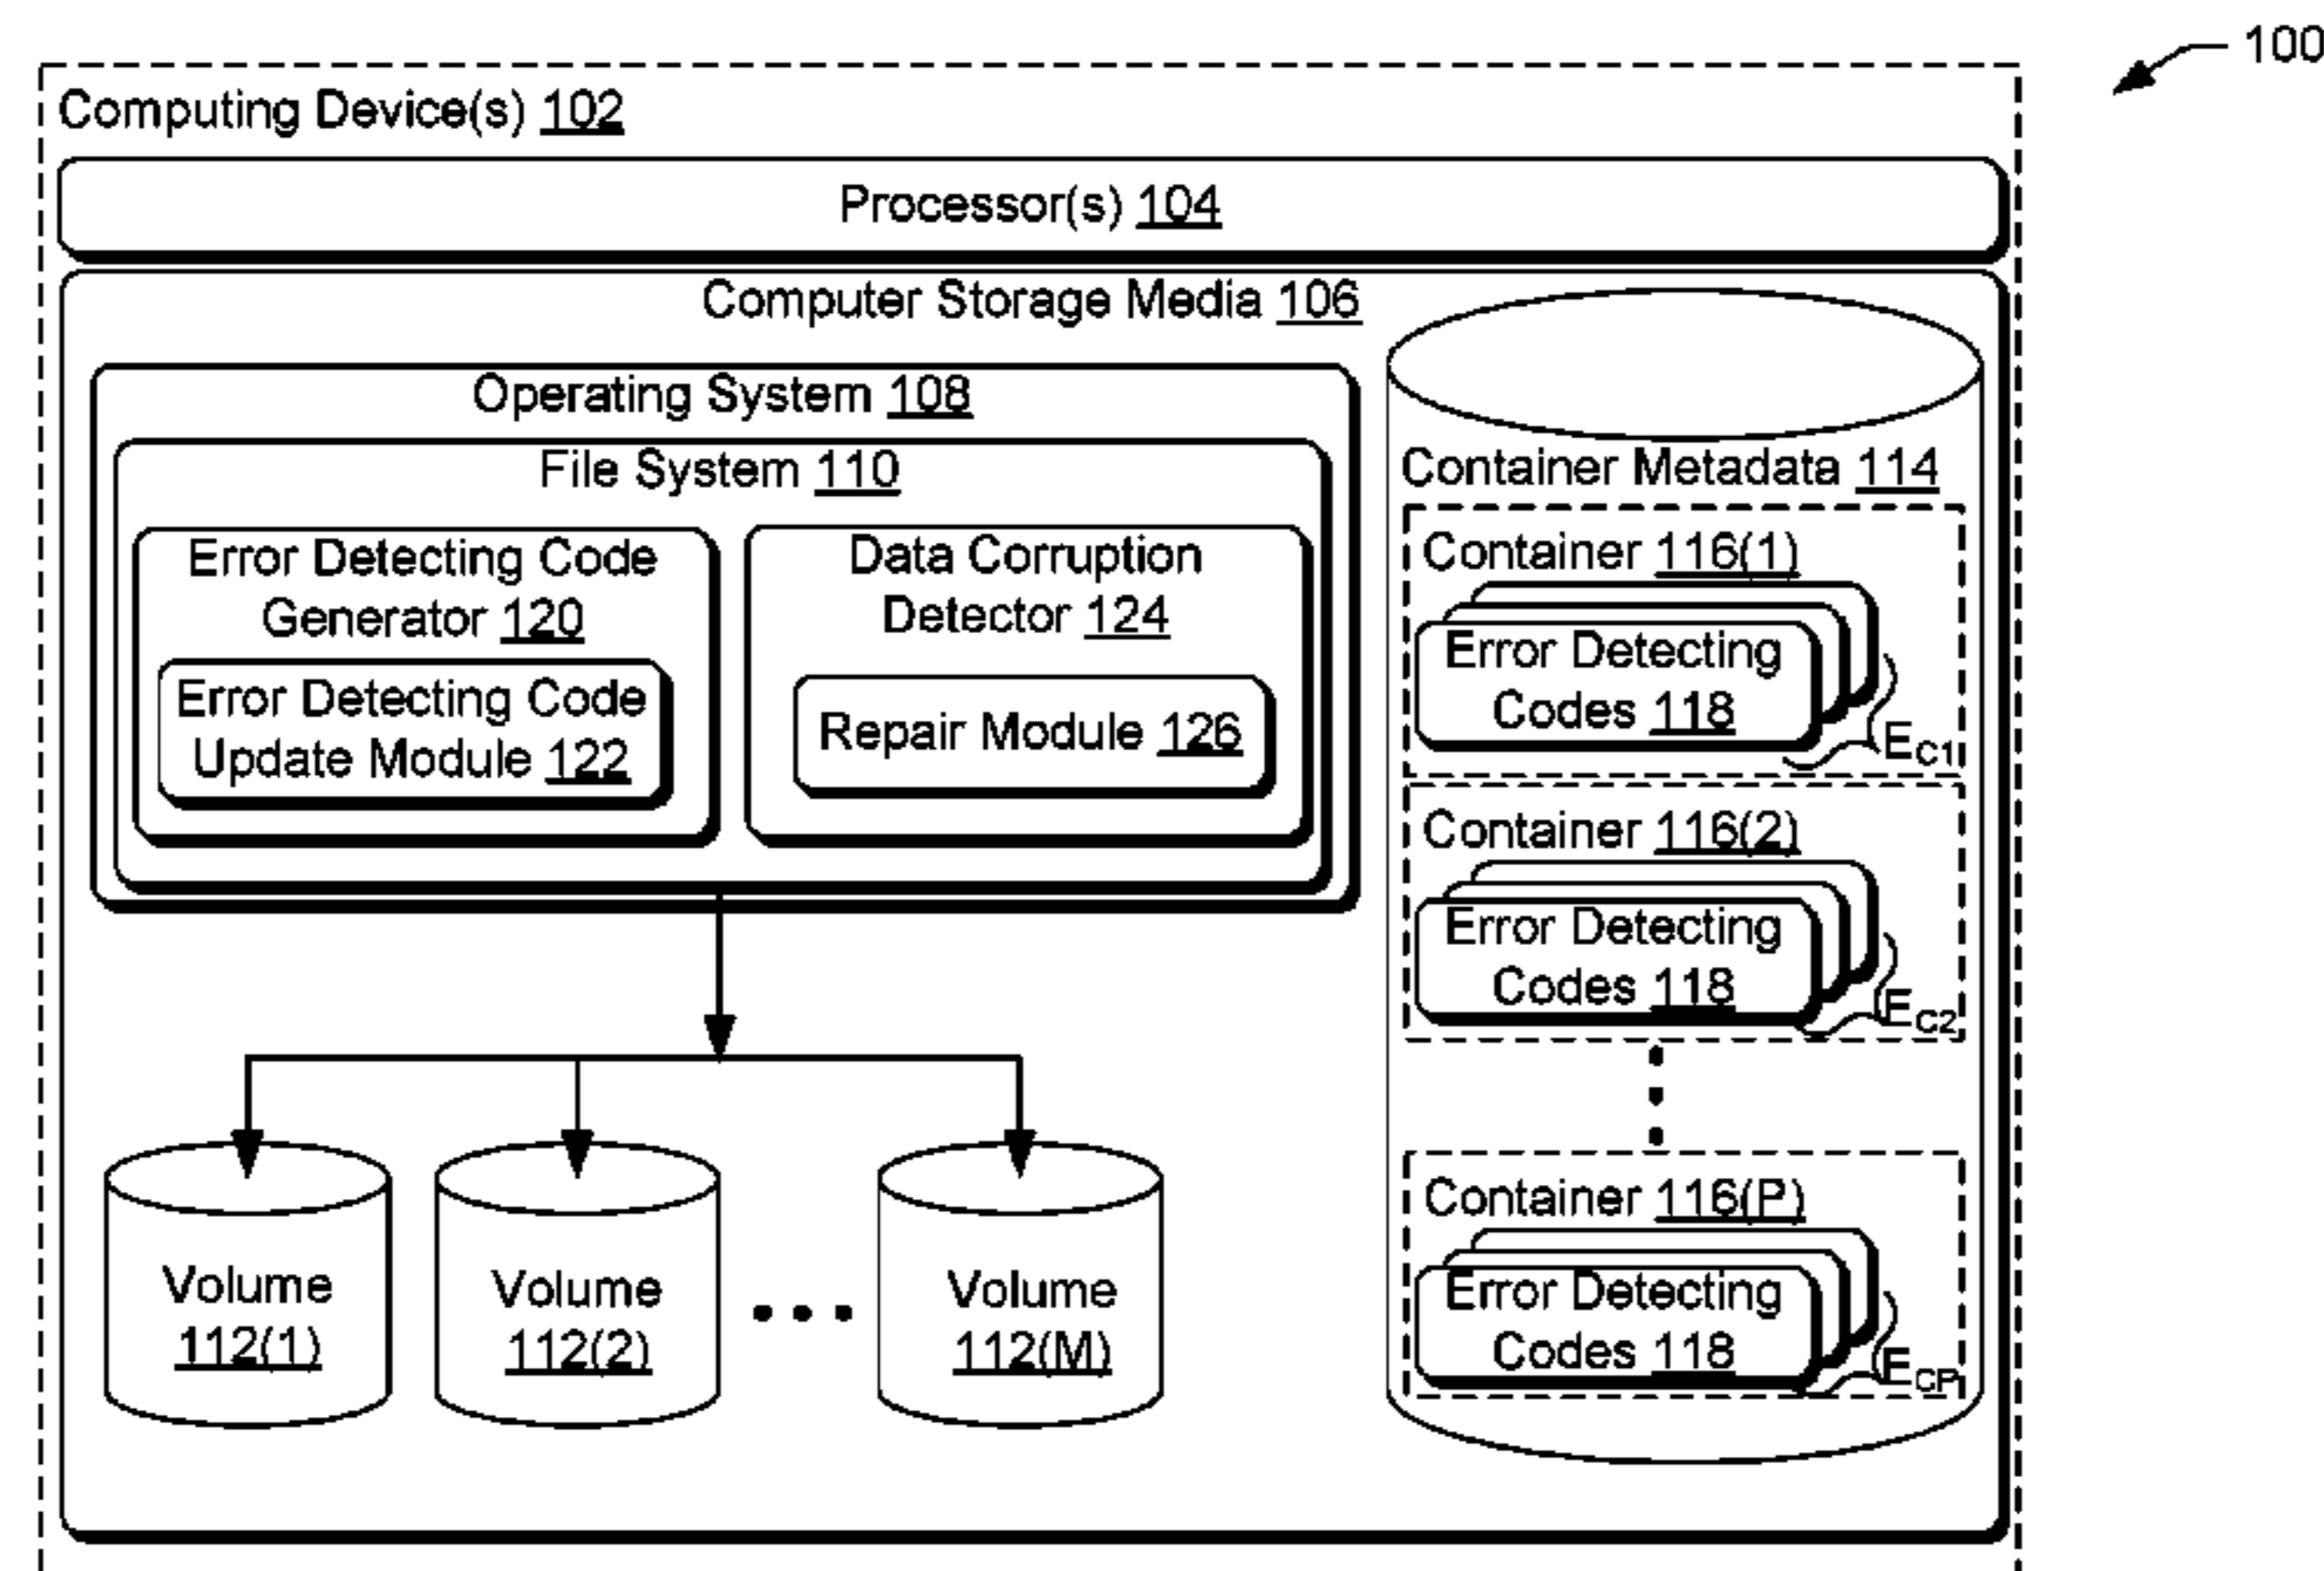 100
Computing Device(s) 102
Processor(s) 104
Computer Storage Media 106
Operating System 108
File System 110
Error Detecting Code
Generator 120
Error Detecting Code
Update Module 122
Data Corruption
Detector 124
Repair Module 126
Container Metadata 114
Container 116(1)
Error Detecting
Codes 118
EC1
Container 116(2)
Error Detecting
Codes 118
EC2
Container 116(P)
Error Detecting
Codes 118
ECP
Volume
112(1)
Volume
112(2)
Volume
112(M)